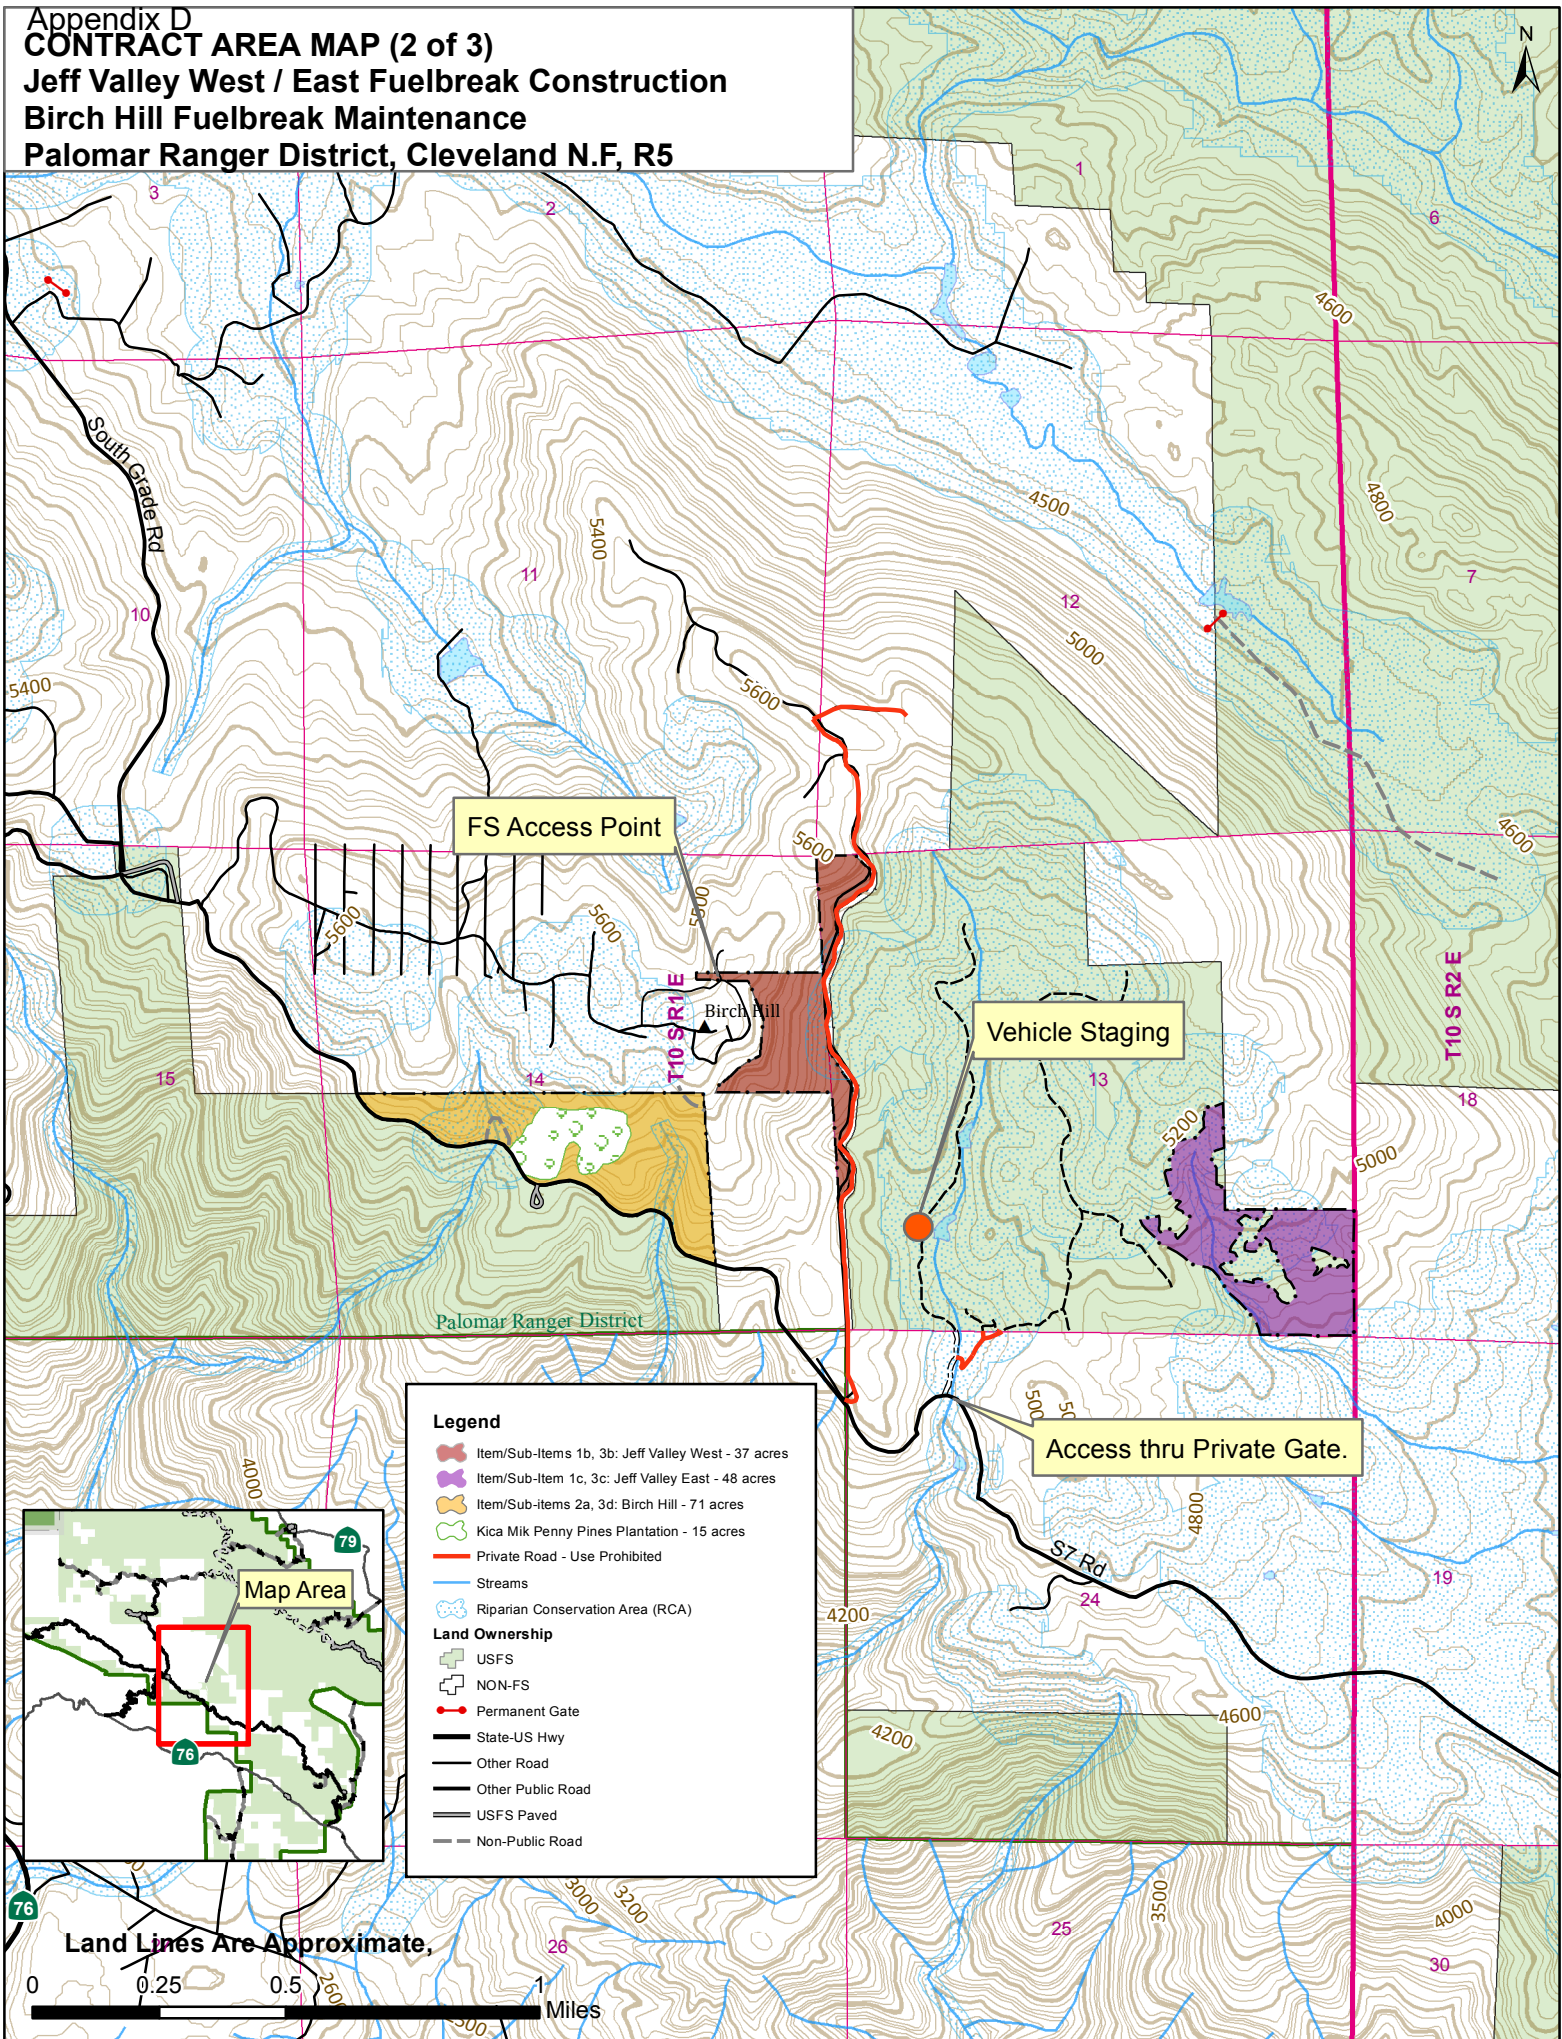 Appendix D
CONTRACT AREA MAP (2 of 3)
Jeff Valley West / East Fuelbreak Construction
Birch Hill Fuelbreak Maintenance
Palomar Ranger District, Cleveland N.F, R5
N
1
3
2
6
4600
South Grade Rd
4800
4500
5400
11
7
12
10
5000
5400
5600
4600
FS Access Point
5600
5500
5600
5600
T10 S R1 E
T10 S R2 E
Birch Hill
Vehicle Staging
15
14
13
18
5200
5000
Palomar Ranger District
500
50
Access thru Private Gate.
4000
4800
S7 Rd
19
24
4200
4600
4200
Legend
Item/Sub-Items 1b, 3b: Jeff Valley West - 37 acres
Item/Sub-Item 1c, 3c: Jeff Valley East - 48 acres
Item/Sub-items 2a, 3d: Birch Hill - 71 acres
Kica Mik Penny Pines Plantation - 15 acres
Private Road - Use Prohibited
Streams
Riparian Conservation Area (RCA)
Land Ownership
USFS
NON-FS
Permanent Gate
State-US Hwy
Other Road
Other Public Road
USFS Paved
Non-Public Road
79
Map Area
76
76
3000
3200
3500
4000
25
26
30
Land Lines Are Approximate,
2600
0 0.25 0.5 1
Miles